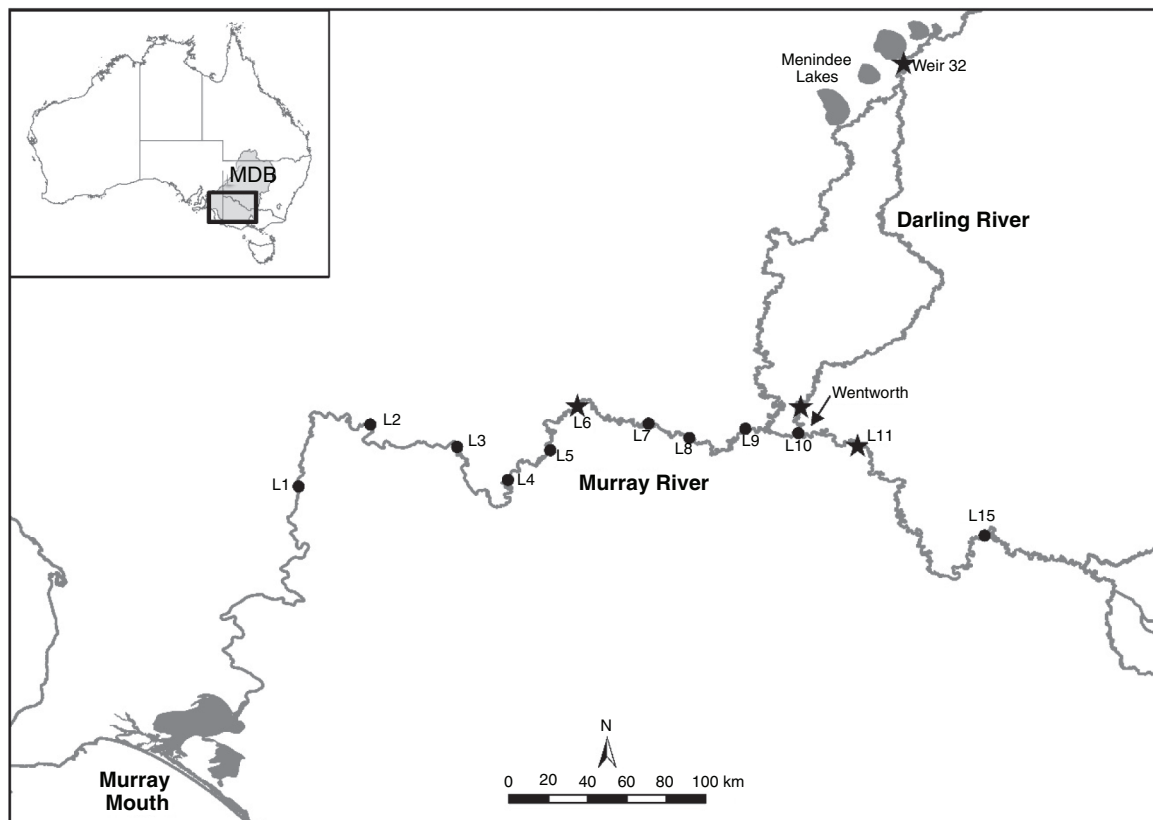 MDB
Menindee
Lakes
Weir 32
Darling River
Wentworth
L1
L2
L3
L4
L5
L6
L7
L8
L9
L10
L11
L15
Murray River
Murray
Mouth
N
0 20 40 60 80 100 km